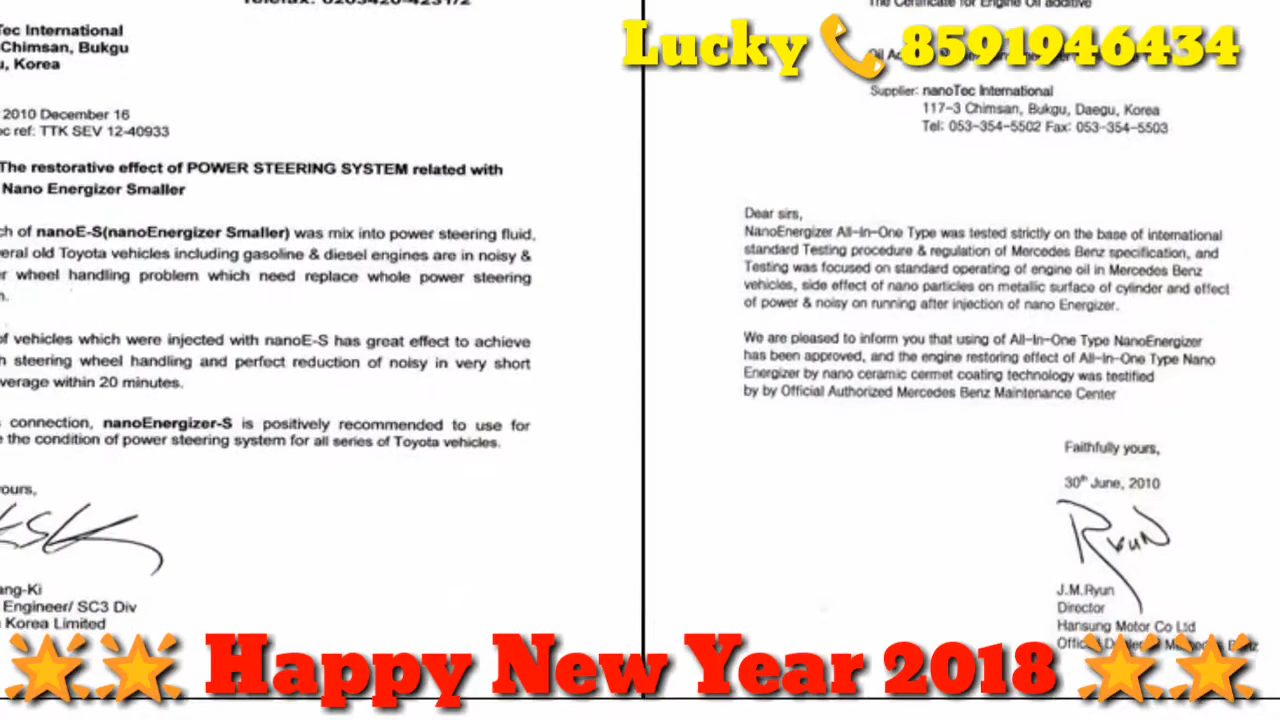 Lucky 8591946434
Tec International
Chimsan, Bukgu
Korea
2010 December 16
ref: TTK SEV 12-40933
The restorative effect of POWER STEERING SYSTEM related with
Nano Energizer Smaller
of nanoE-S(nanoEnergizer Smaller) was mix into power steering fluid,
old Toyota vehicles including gasoline & diesel engines are in noisy &
wheel handling problem which need replace whole power steering
of vehicles which were injected with nanoE-S has great effect to achieve
steering wheel handling and perfect reduction of noisy in very short
within 20 minutes.
connection, nanoEnergizer-S is positively recommended to use for
the condition of power steering system for all series of Toyota vehicles.
Engineer/ SC3 Div
Korea Limited
The Certificate for Engine Oil additive
Supplier: nanoTec International
117-3 Chimsan, Bukgu, Daegu, Korea
Tel: 053-354-5502 Fax: 053-354-5503
Dear sirs,
NanoEnergizer All-In-One Type was tested strictly on the base of international
standard Testing procedure & regulation of Mercedes Benz specification, and
Testing was focused on standard operating of engine oil in Mercedes Benz
vehicles, side effect of nano particles on metallic surface of cylinder and effect
of power & noisy on running after injection of nano Energizer.
We are pleased to inform you that using of All-In-One Type NanoEnergizer
has been approved, and the engine restoring effect of All-In-One Type Nano
Energizer by nano ceramic cermet coating technology was testified
by by Official Authorized Mercedes Benz Maintenance Center
Faithfully yours,
30th June, 2010
Ryun
J.M.Ryun
Director
Hansung Motor Co Ltd
Happy New Year 2018